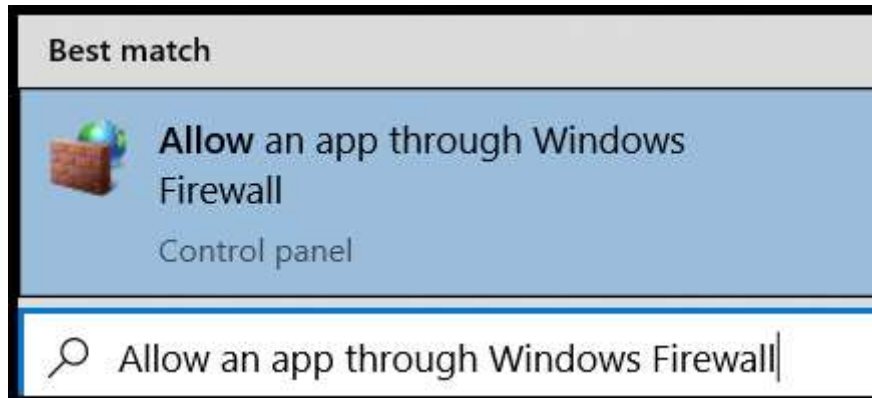 Best match
Allow an app through Windows
Firewall
Control panel
Allow an app through Windows Firewall